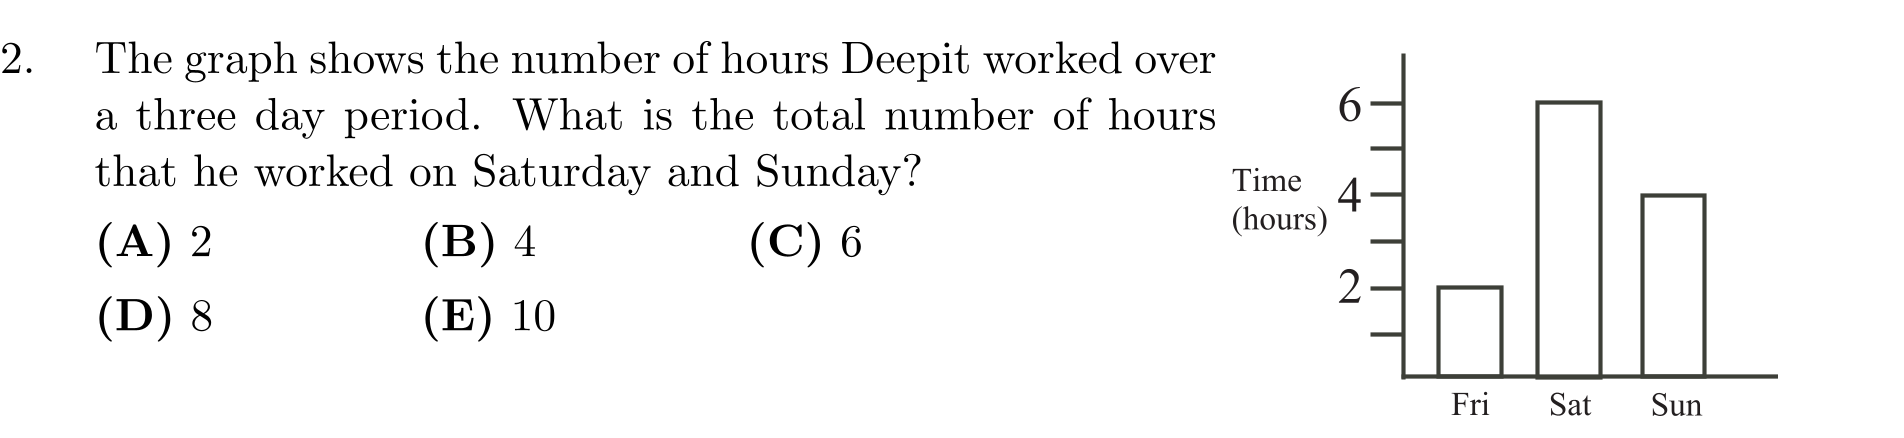 2. The graph shows the number of hours Deepit worked over
a three day period. What is the total number of hours
that he worked on Saturday and Sunday?
(A) 2 (B) 4 (C) 6
(D) 8 (E) 10
6
Time
(hours)
4
2
Fri Sat Sun